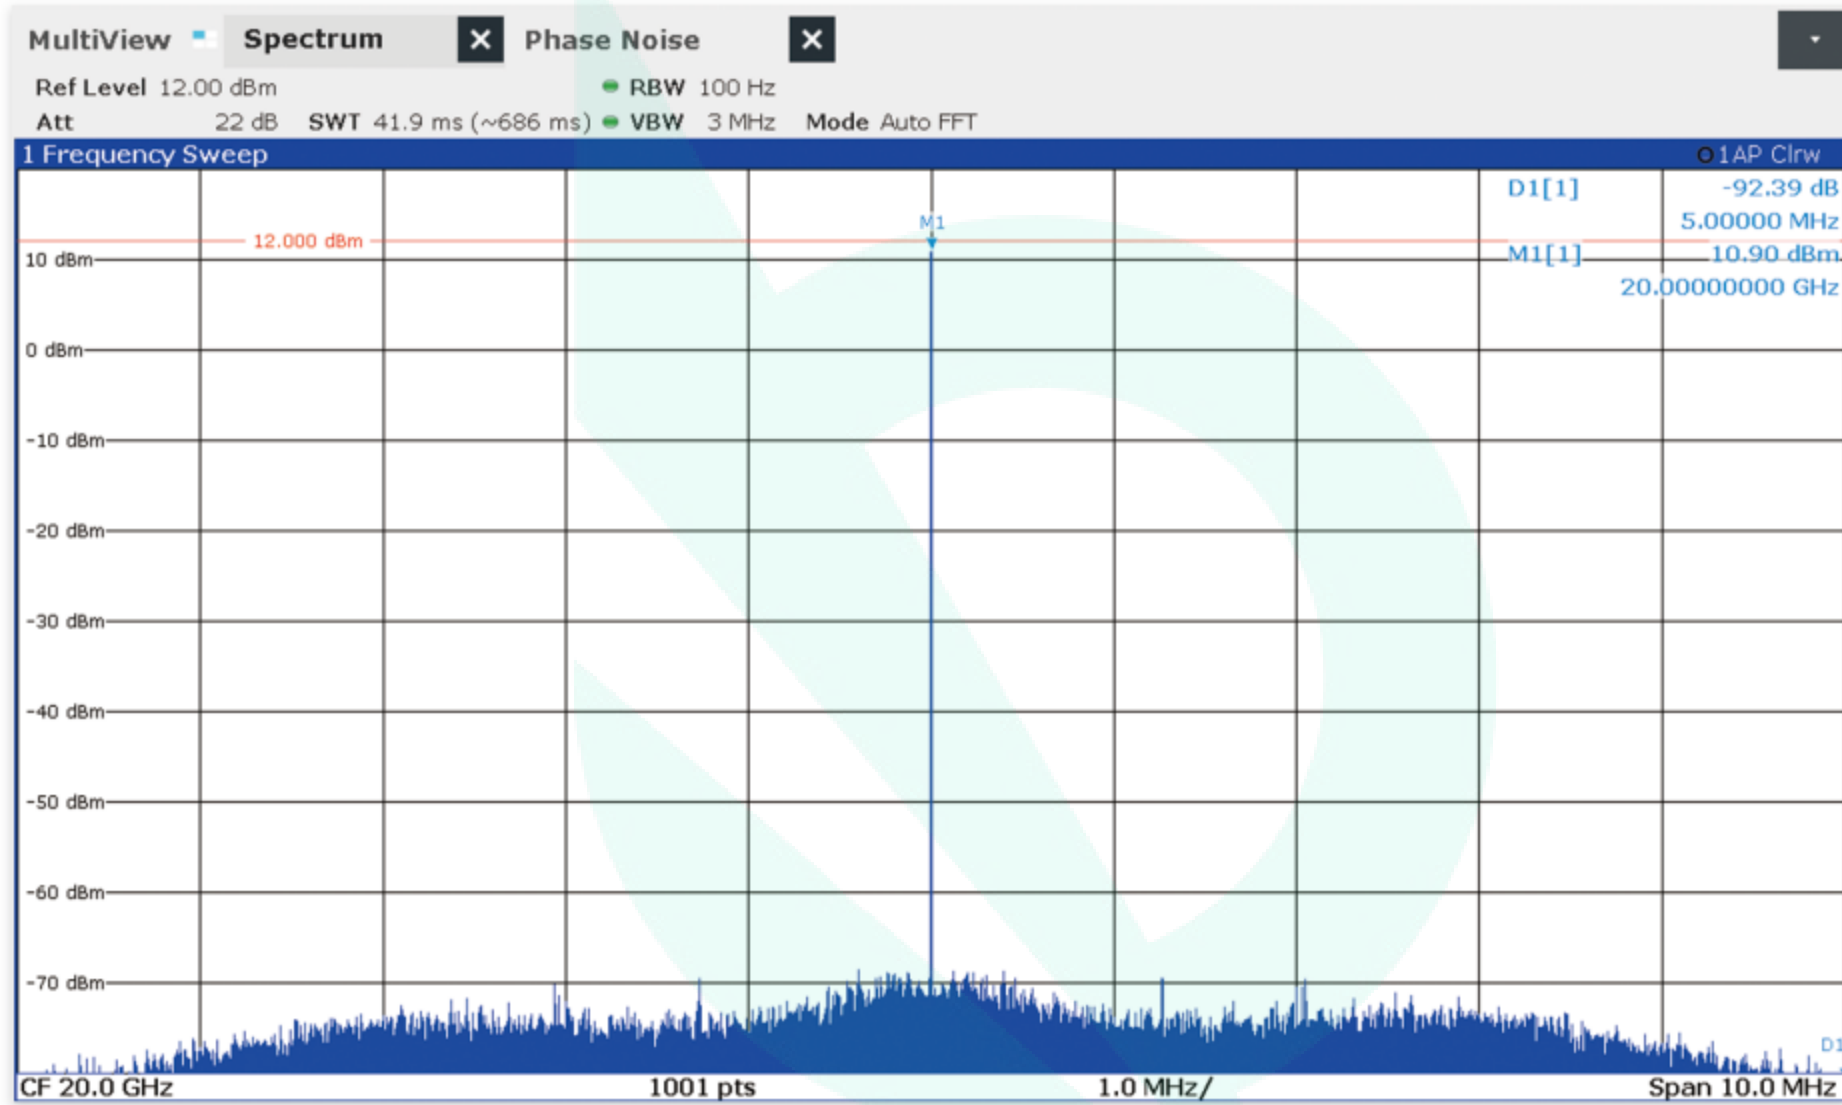 MultiView Spectrum X Phase Noise X
Ref Level 12.00 dBm RBW 100 Hz
Att 22 dB SWT 41.9 ms (~686 ms) VBW 3 MHz Mode Auto FFT
1 Frequency Sweep 1AP Clrw
D1[1] -92.39 dB
5.00000 MHz
M1
12.000 dBm
M1[1] 10.90 dBm
10 dBm
20.00000000 GHz
0 dBm
-10 dBm
-20 dBm
-30 dBm
-40 dBm
-50 dBm
-60 dBm
-70 dBm
D1
CF 20.0 GHz 1001 pts 1.0 MHz/ Span 10.0 MHz